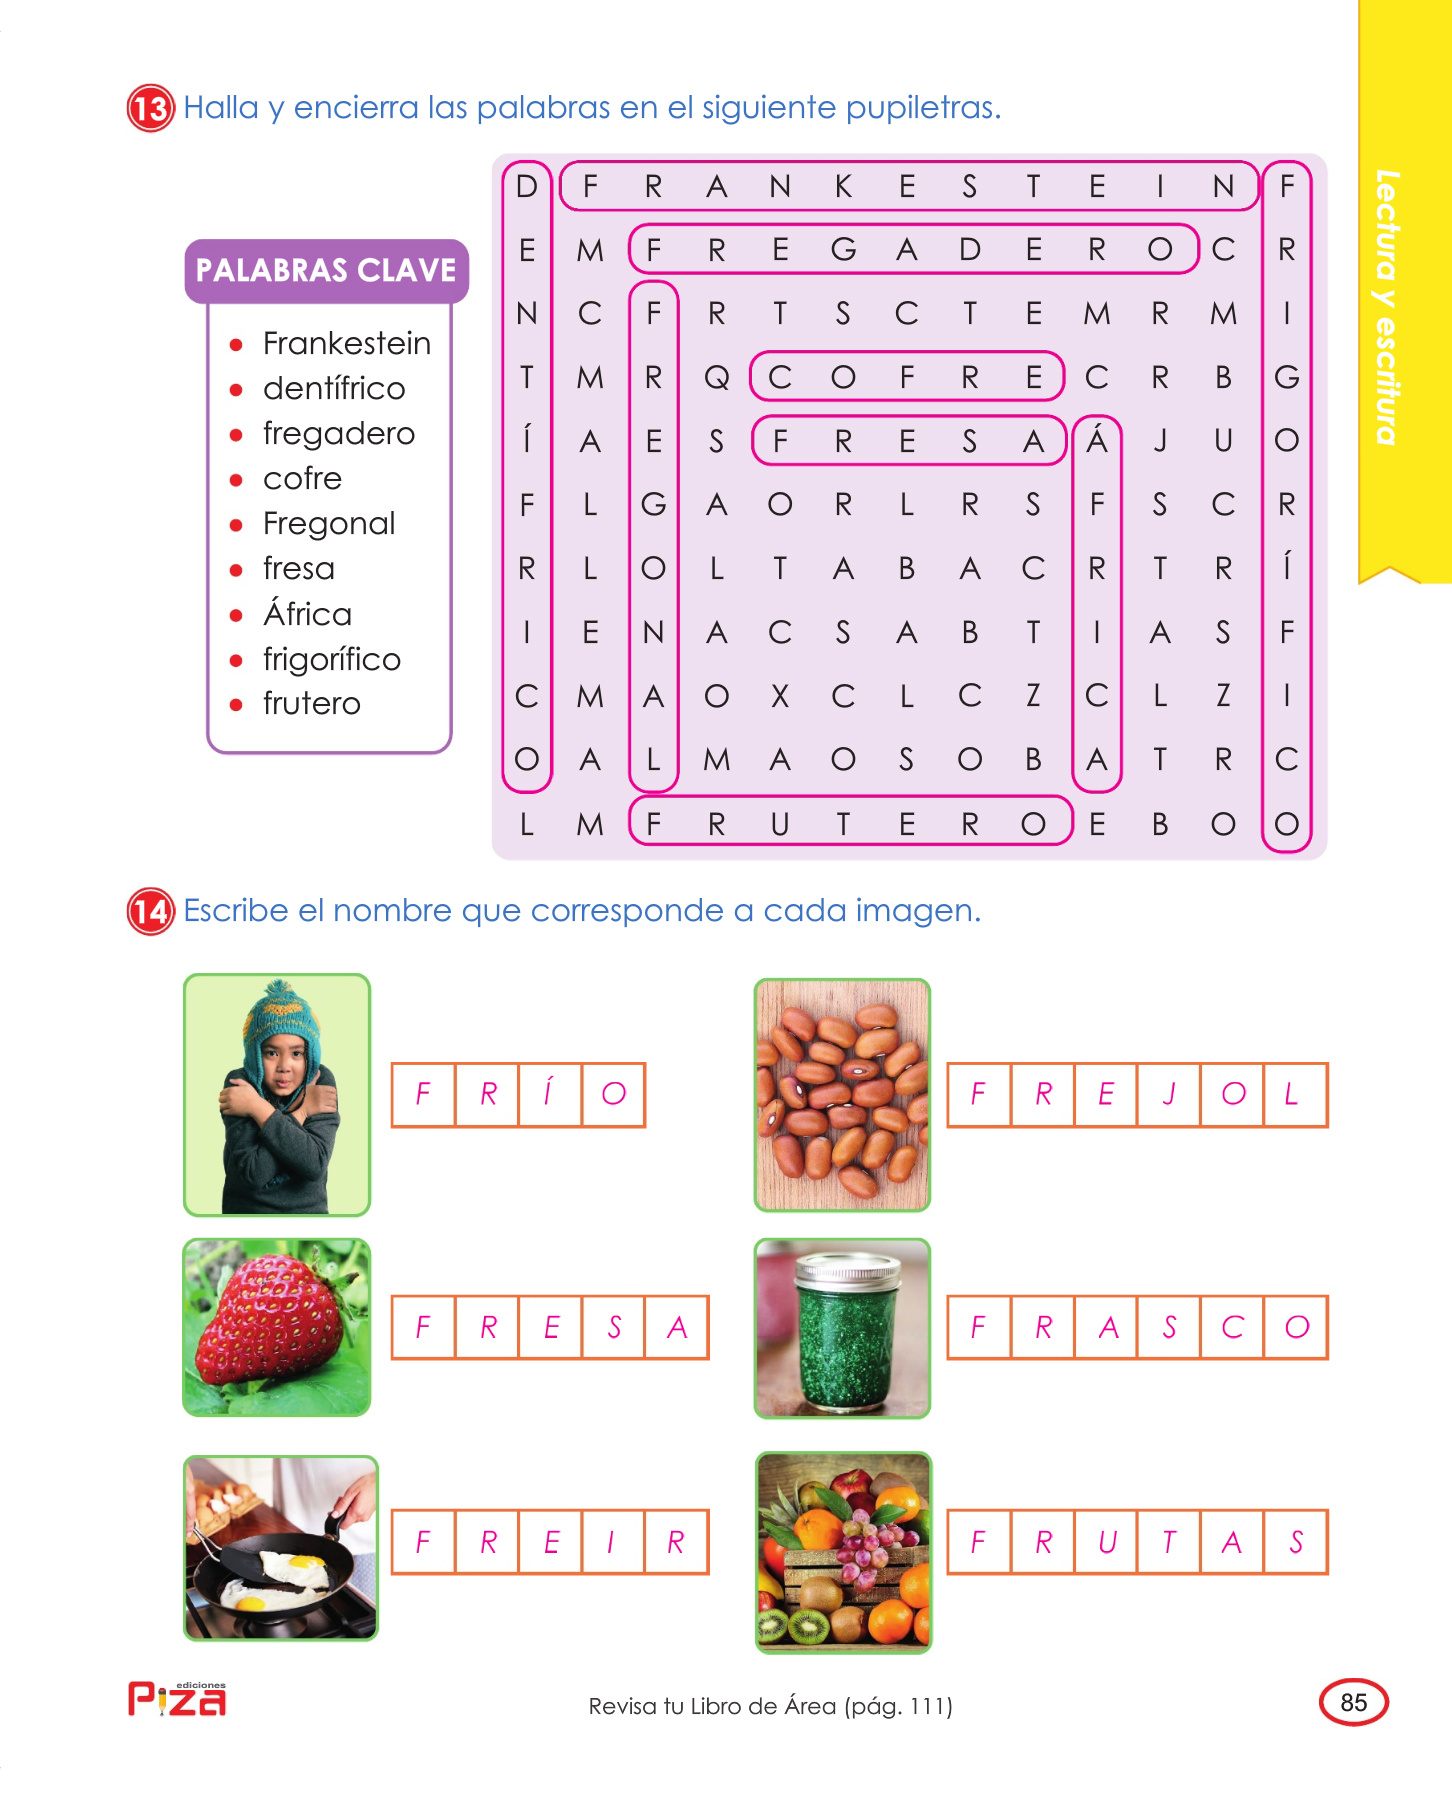 13 Halla y encierra las palabras en el siguiente pupiletras.
PALABRAS CLAVE
• Frankestein
• dentífrico
• fregadero
• cofre
• Fregonal
• fresa
• África
• frigorífico
• frutero
D F R A N K E S T E I N F
E M F R E G A D E R O C R
N C F R T S C T E M R M I
T M R Q C O F R E C R B G
Í A E S F R E S A Á J U O
F L G A O R L R S F S C R
R L O L T A B A C R T R Í
I E N A C S A B T I A S F
C M A O X C L C Z C L Z I
O A L M A O S O B A T R C
L M F R U T E R O E B O O
Lectura y escritura
14 Escribe el nombre que corresponde a cada imagen.
F R Í O
F R E J O L
F R E S A
F R A S C O
F R E I R
F R U T A S
ediciones
Piza
Revisa tu Libro de Área (pág. 111)
85